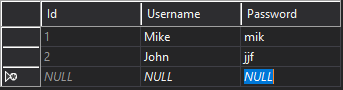 Id Username Password
1 Mike mik
2 John jjf
NULL NULL NULL